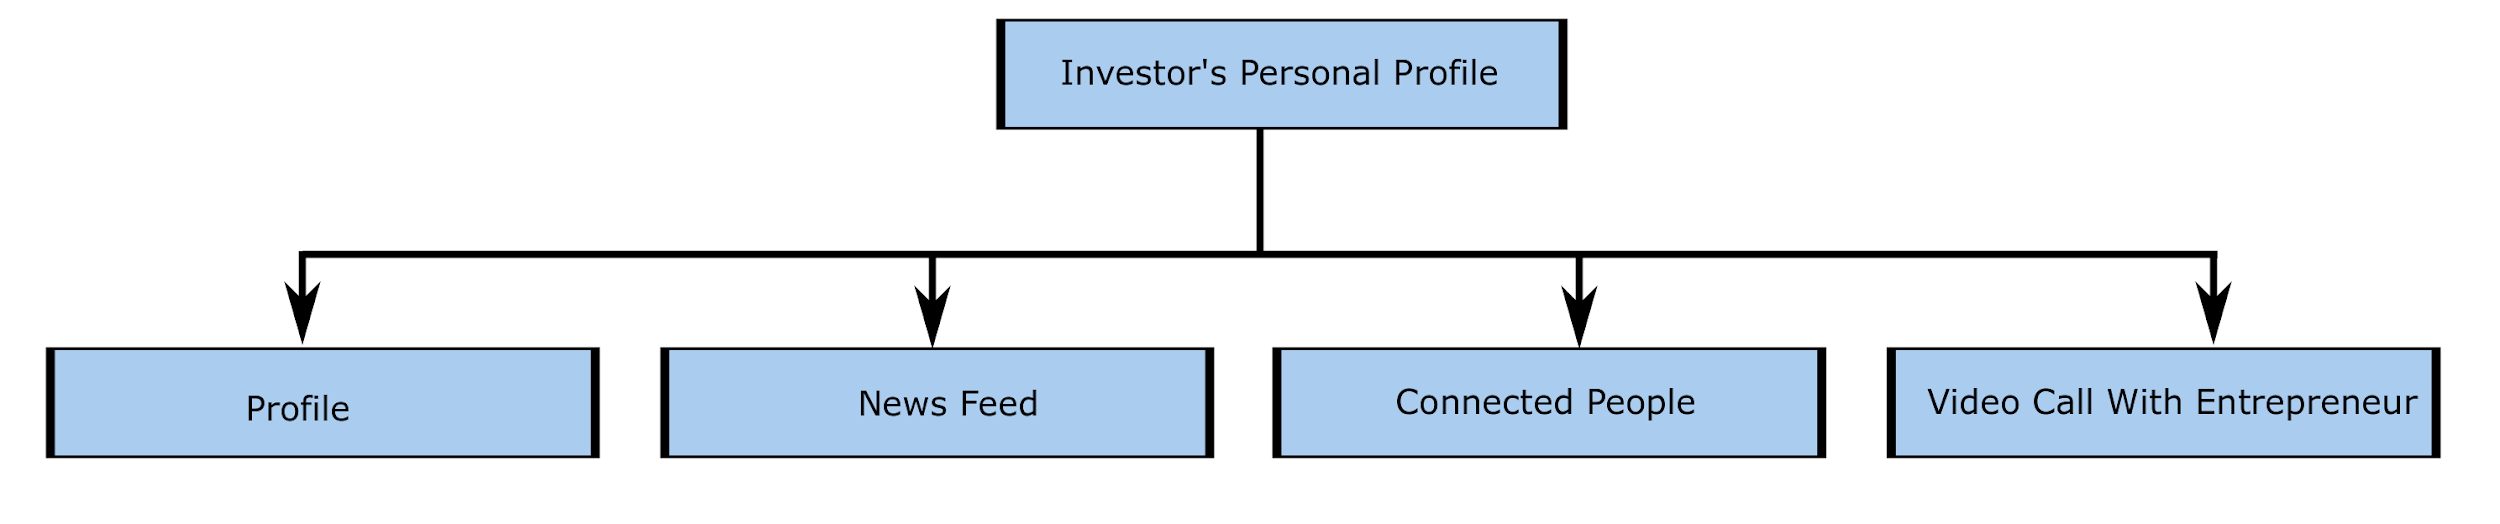 Investor's Personal Profile
Profile
News Feed
Connected People
Video Call With Entrepreneur